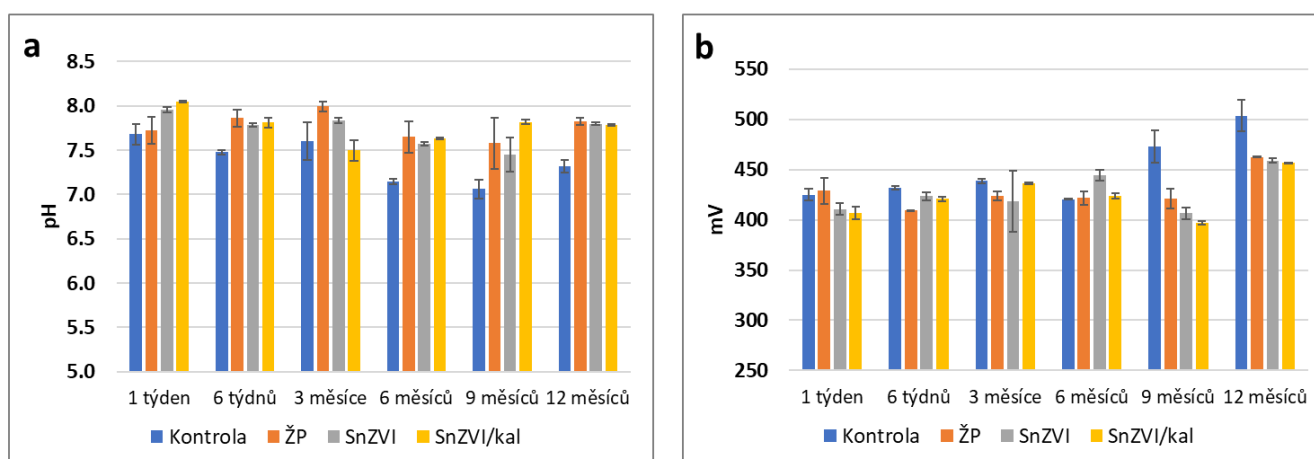 a
8.5
8.0
7.5
7.0
6.5
6.0
5.5
5.0
pH
1 týden 6 týdnů 3 měsíce 6 měsíců 9 měsíců 12 měsíců
Kontrola ŽP SnZVI SnZVI/kal
b
550
500
450
400
350
300
250
mV
1 týden 6 týdnů 3 měsíce 6 měsíců 9 měsíců 12 měsíců
Kontrola ŽP SnZVI SnZVI/kal